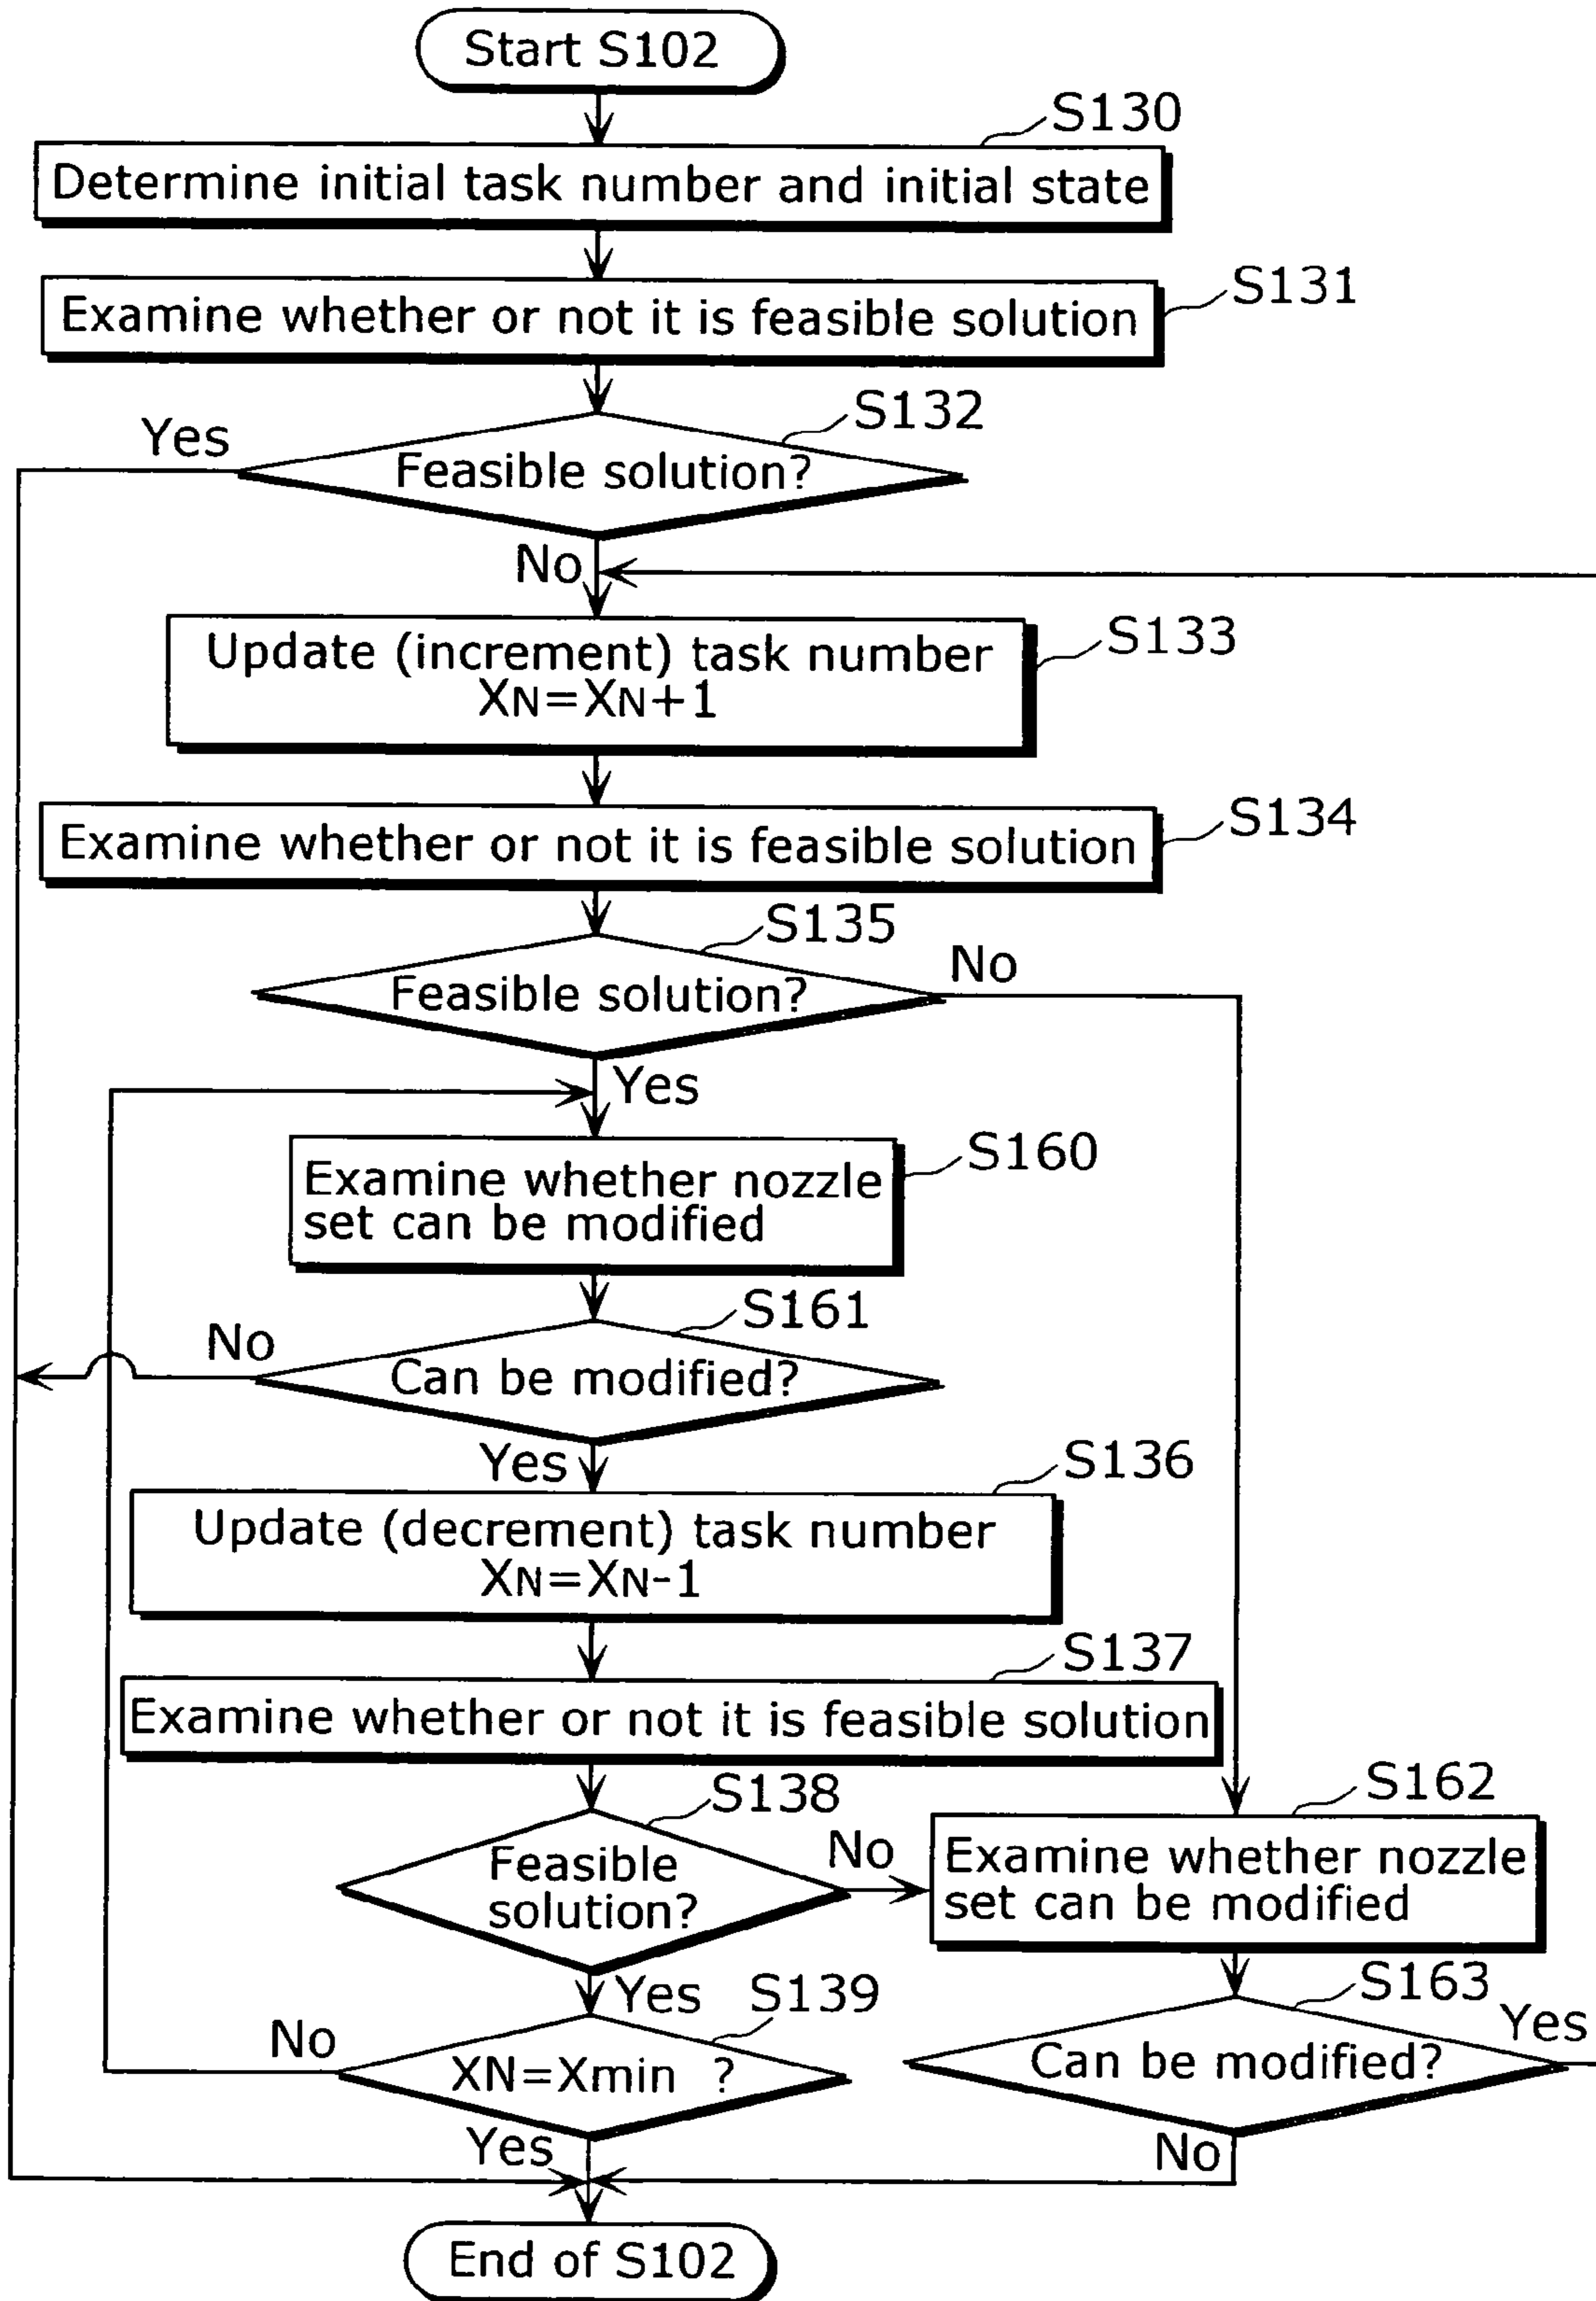 Start S102
S130
Determine initial task number and initial state
S131
Examine whether or not it is feasible solution
S132
Yes
Feasible solution?
No
S133
Update (increment) task number
XN=XN+1
S134
Examine whether or not it is feasible solution
S135
No
Feasible solution?
Yes
S160
Examine whether nozzle
set can be modified
S161
No
Can be modified?
Yes
S136
Update (decrement) task number
XN=XN-1
S137
Examine whether or not it is feasible solution
S138
Feasible
solution?
No
S162
Examine whether nozzle
set can be modified
Yes
S139
No
XN=Xmin ?
Yes
S163
Yes
Can be modified?
No
End of S102